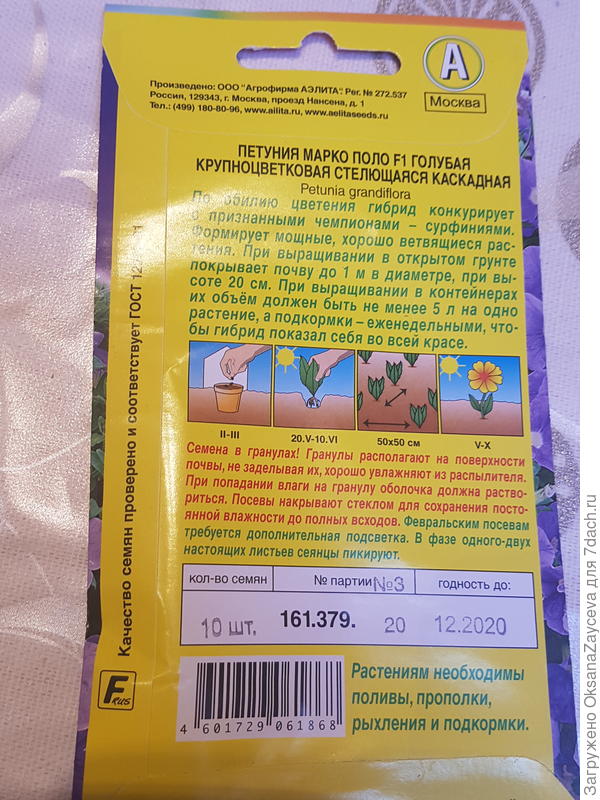 А
Москва
Произведено: ООО "Агрофирма АЭЛИТА". Рег. № 272.537
Россия, 129343, г. Москва, проезд Нансена, д. 1
Тел.: (499) 180-80-96, www.ailita.ru, www.aelitaseeds.ru
ПЕТУНИЯ МАРКО ПОЛО F1 ГОЛУБАЯ
КРУПНОЦВЕТКОВАЯ СТЕЛЮЩАЯСЯ КАСКАДНАЯ
Petunia grandiflora
По обилию цветения гибрид конкурирует
с признанными чемпионами – сурфиниями.
Формирует мощные, хорошо ветвящиеся рас-
тения. При выращивании в открытом грунте
покрывает почву до 1 м в диаметре, при вы-
соте 20 см. При выращивании в контейнерах
их объём должен быть не менее 5 л на одно
растение, а подкормки – еженедельными, что-
бы гибрид показал себя во всей красе.
II-III
20.V-10.VI
50х50 см
V-X
Семена в гранулах! Гранулы располагают на поверхности
почвы, не заделывая их, хорошо увлажняют из распылителя.
При попадании влаги на гранулу оболочка должна раство-
риться. Посевы накрывают стеклом для сохранения посто-
янной влажности до полных всходов. Февральским посевам
требуется дополнительная подсветка. В фазе одного-двух
настоящих листьев сеянцы пикируют.
кол-во семян № партии №3 годность до:
10 шт. 161.379. 20 12.2020
4 601729 061868
Растениям необходимы
поливы, прополки,
рыхления и подкормки.
Качество семян проверено и соответствует ГОСТ
F RUS
Загружено OksanaZayceva для 7dach.ru